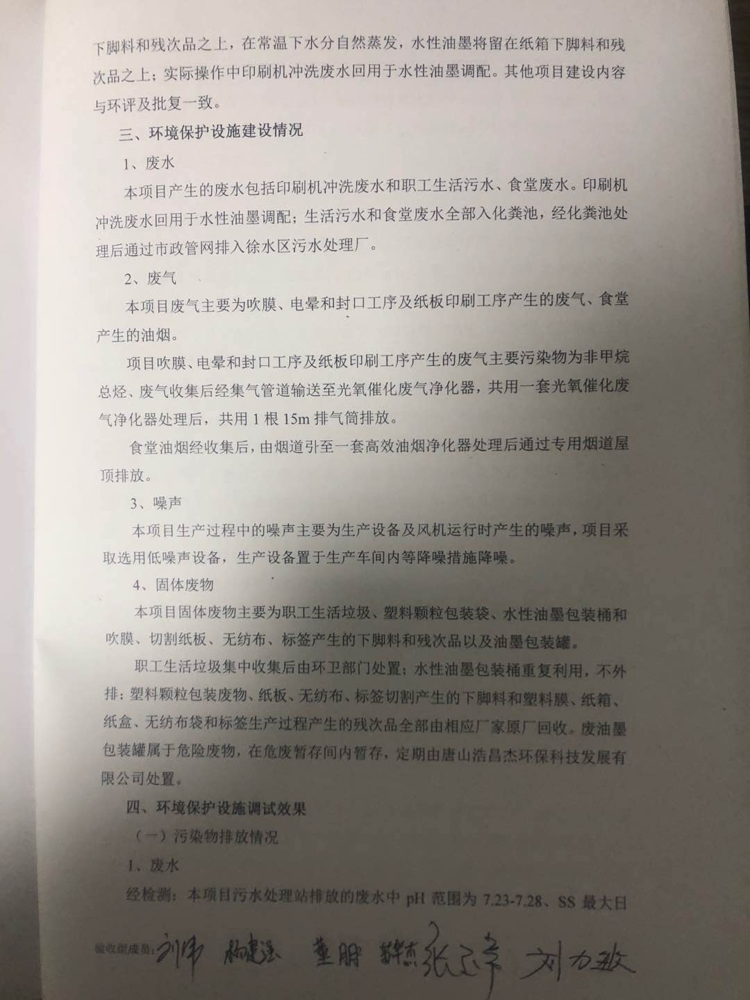 下脚料和残次品之上，在常温下水分自然蒸发，水性油墨将留在纸箱下脚料和残
次品之上；实际操作中印刷机冲洗废水回用于水性油墨调配。其他项目建设内容
与环评及批复一致。
三、环境保护设施建设情况
1、废水
本项目产生的废水包括印刷机冲洗废水和职工生活污水、食堂废水。印刷机
冲洗废水回用于水性油墨调配；生活污水和食堂废水全部入化粪池，经化粪池处
理后通过市政管网排入徐水区污水处理厂。
2、废气
本项目废气主要为吹膜、电晕和封口工序及纸板印刷工序产生的废气、食堂
产生的油烟。
项目吹膜、电晕和封口工序及纸板印刷工序产生的废气主要污染物为非甲烷
总烃、废气收集后经集气管道输送至光氧催化废气净化器，共用一套光氧催化废
气净化器处理后，共用1根15m排气筒排放。
食堂油烟经收集后，由烟道引至一套高效油烟净化器处理后通过专用烟道屋
顶排放。
3、噪声
本项目生产过程中的噪声主要为生产设备及风机运行时产生的噪声，项目采
取选用低噪声设备，生产设备置于生产车间内等降噪措施降噪。
4、固体废物
本项目固体废物主要为职工生活垃圾、塑料颗粒包装袋、水性油墨包装桶和
吹膜、切割纸板、无纺布、标签产生的下脚料和残次品以及油墨包装罐。
职工生活垃圾集中收集后由环卫部门处置；水性油墨包装桶重复利用，不外
排；塑料颗粒包装废物、纸板、无纺布、标签切割产生的下脚料和塑料膜、纸箱、
纸盒、无纺布袋和标签生产过程产生的残次品全部由相应厂家原厂回收。废油墨
包装罐属于危险废物，在危废暂存间内暂存，定期由唐山浩昌杰环保科技发展有
限公司处置。
四、环境保护设施调试效果
（一）污染物排放情况
1、废水
经检测：本项目污水处理站排放的废水中 pH 范围为 7.23-7.28、SS 最大日
验收组成员：刘伟 杨建强 董朋 刘力敏